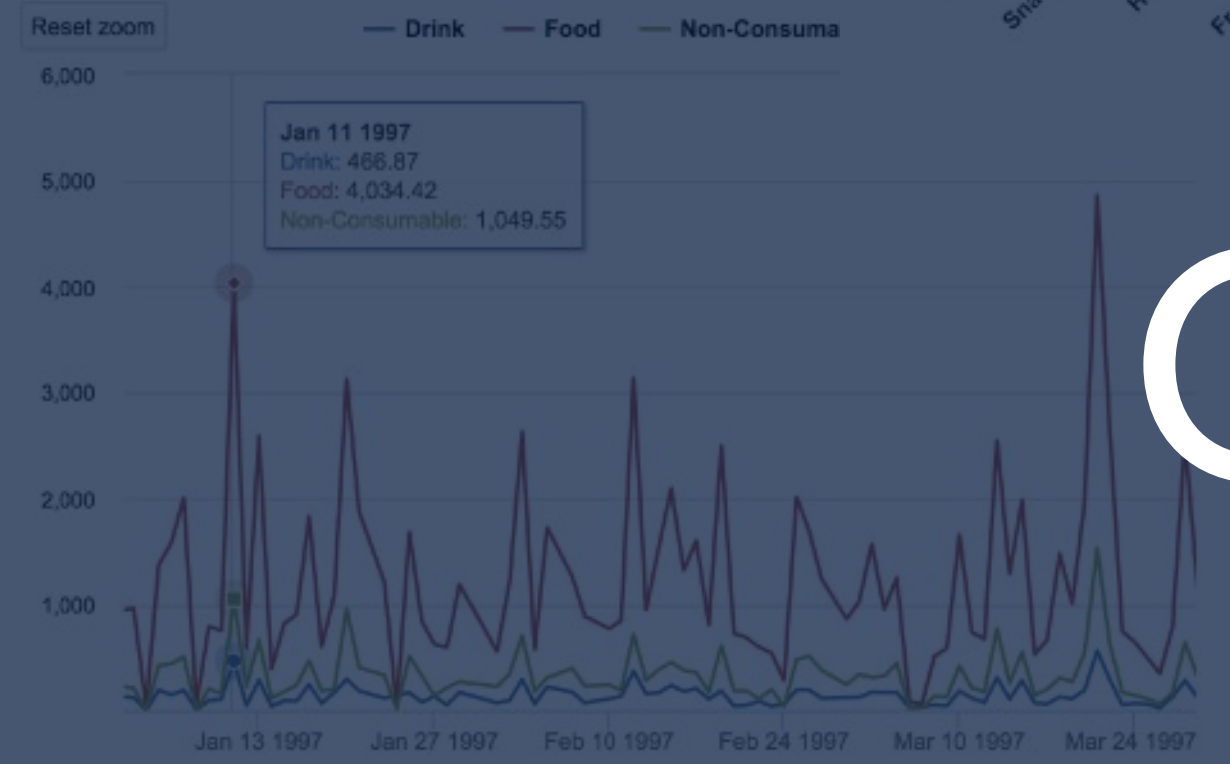 Reset zoom
Drink Food Non-Consuma
Sna
6,000
5,000
4,000
3,000
2,000
1,000
Jan 11 1997
Drink: 466.87
Food: 4,034.42
Non-Consumable: 1,049.55
Jan 13 1997 Jan 27 1997 Feb 10 1997 Feb 24 1997 Mar 10 1997 Mar 24 1997